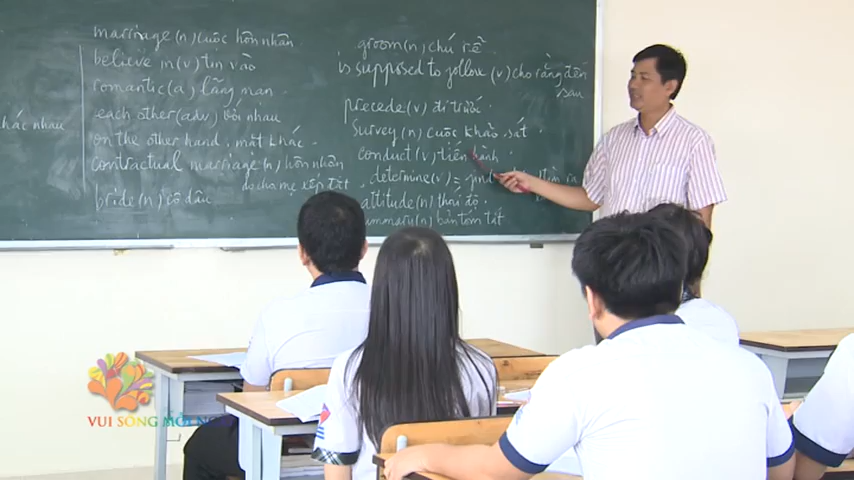 marriage (n) cuộc hôn nhân
believe in (v) tin vào
romantic (a) lãng mạn
each other (adv) với nhau
khác nhau
on the other hand, mặt khác
contractual marriage (n) hôn nhân
do cha mẹ xếp đặt
bride (n) cô dâu
groom (n) chú rể
is supposed to follow (v) cho rằng đến
sau
precede (v) đi trước
survey (n) cuộc khảo sát
conduct (v) tiến hành
determine (v) =
attitude (n) thái độ
summary (n) bản tóm tắt
VUI SỐNG MỖI